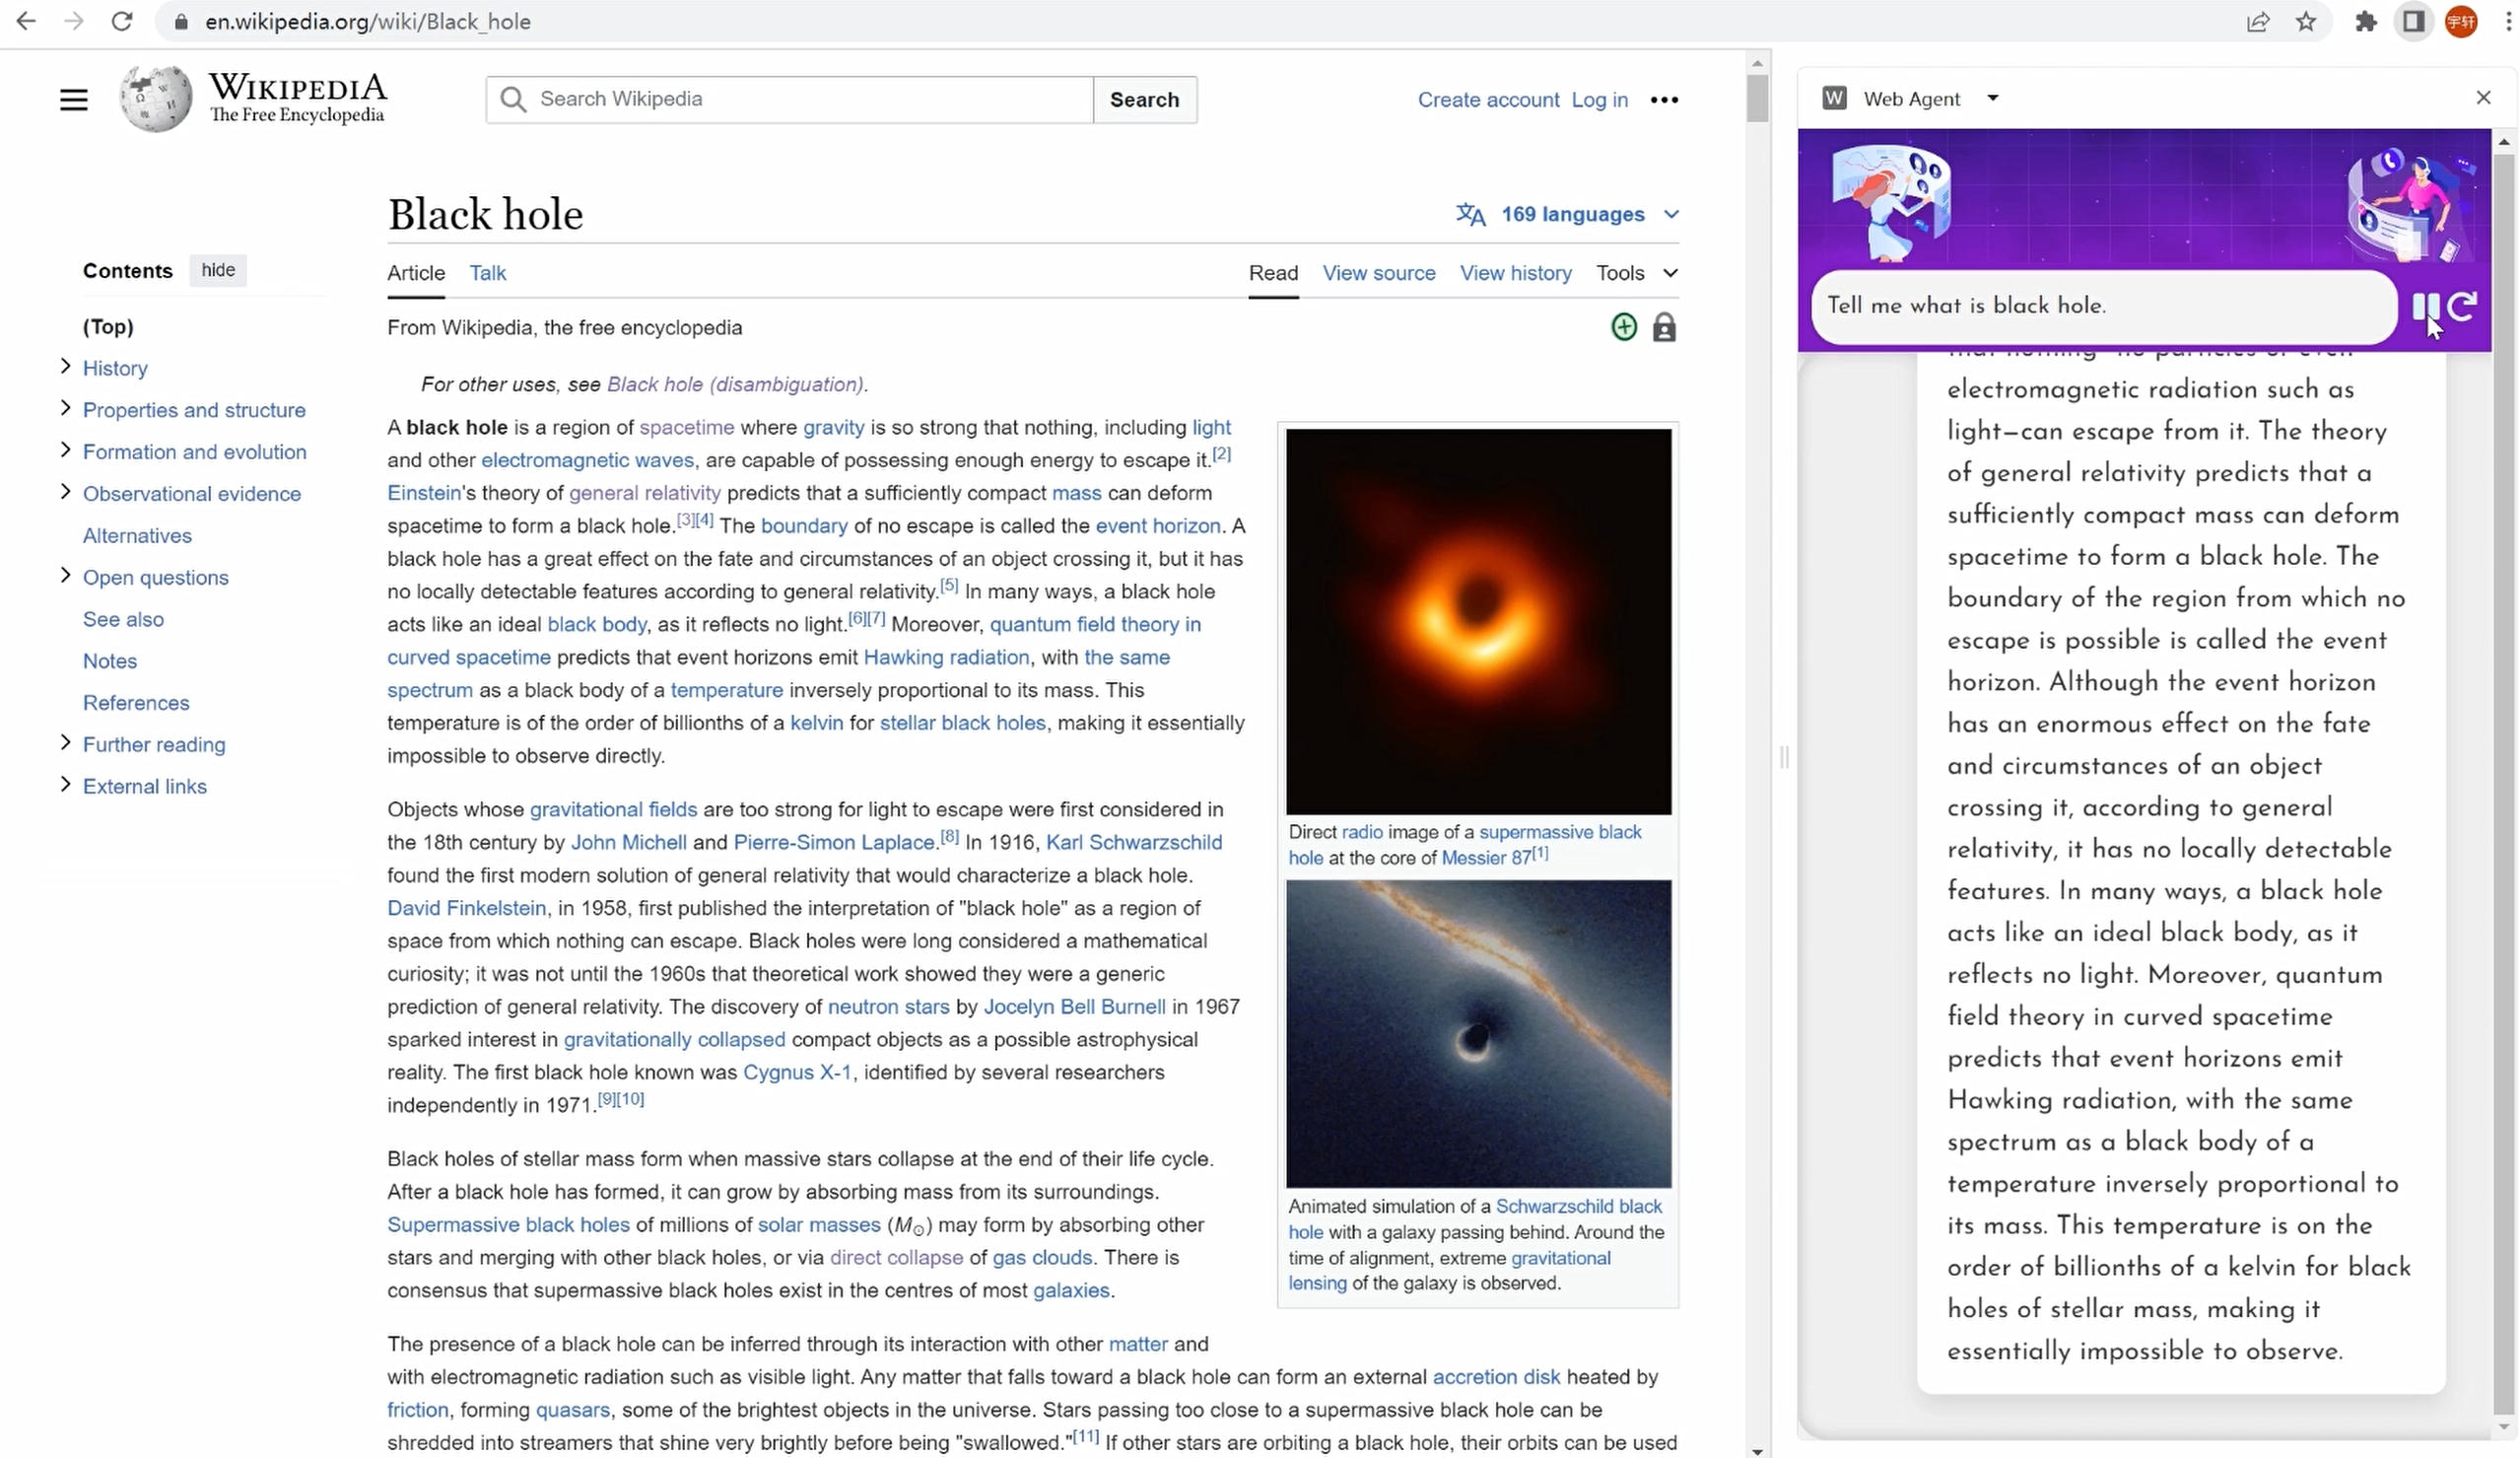 en.wikipedia.org/wiki/Black_hole
宇轩
WIKIPEDIA
The Free Encyclopedia
Search Wikipedia
Search
Create account Log in
Black hole
169 languages
Article Talk
Read View source View history Tools
From Wikipedia, the free encyclopedia
Contents hide
(Top)
History
Properties and structure
Formation and evolution
Observational evidence
Alternatives
Open questions
See also
Notes
References
Further reading
External links
For other uses, see Black hole (disambiguation).
A black hole is a region of spacetime where gravity is so strong that nothing, including light
and other electromagnetic waves, are capable of possessing enough energy to escape it.[2]
Einstein's theory of general relativity predicts that a sufficiently compact mass can deform
spacetime to form a black hole.[3][4] The boundary of no escape is called the event horizon. A
black hole has a great effect on the fate and circumstances of an object crossing it, but it has
no locally detectable features according to general relativity.[5] In many ways, a black hole
acts like an ideal black body, as it reflects no light.[6][7] Moreover, quantum field theory in
curved spacetime predicts that event horizons emit Hawking radiation, with the same
spectrum as a black body of a temperature inversely proportional to its mass. This
temperature is of the order of billionths of a kelvin for stellar black holes, making it essentially
impossible to observe directly.
Objects whose gravitational fields are too strong for light to escape were first considered in
the 18th century by John Michell and Pierre-Simon Laplace.[8] In 1916, Karl Schwarzschild
found the first modern solution of general relativity that would characterize a black hole.
David Finkelstein, in 1958, first published the interpretation of "black hole" as a region of
space from which nothing can escape. Black holes were long considered a mathematical
curiosity; it was not until the 1960s that theoretical work showed they were a generic
prediction of general relativity. The discovery of neutron stars by Jocelyn Bell Burnell in 1967
sparked interest in gravitationally collapsed compact objects as a possible astrophysical
reality. The first black hole known was Cygnus X-1, identified by several researchers
independently in 1971.[9][10]
Black holes of stellar mass form when massive stars collapse at the end of their life cycle.
After a black hole has formed, it can grow by absorbing mass from its surroundings.
Supermassive black holes of millions of solar masses (M☉) may form by absorbing other
stars and merging with other black holes, or via direct collapse of gas clouds. There is
consensus that supermassive black holes exist in the centres of most galaxies.
The presence of a black hole can be inferred through its interaction with other matter and
with electromagnetic radiation such as visible light. Any matter that falls toward a black hole can form an external accretion disk heated by
friction, forming quasars, some of the brightest objects in the universe. Stars passing too close to a supermassive black hole can be
shredded into streamers that shine very brightly before being "swallowed."[11] If other stars are orbiting a black hole, their orbits can be used
Direct radio image of a supermassive black
hole at the core of Messier 87[1]
Animated simulation of a Schwarzschild black
hole with a galaxy passing behind. Around the
time of alignment, extreme gravitational
lensing of the galaxy is observed.
W Web Agent
Tell me what is black hole.
electromagnetic radiation such as
light—can escape from it. The theory
of general relativity predicts that a
sufficiently compact mass can deform
spacetime to form a black hole. The
boundary of the region from which no
escape is possible is called the event
horizon. Although the event horizon
has an enormous effect on the fate
and circumstances of an object
crossing it, according to general
relativity, it has no locally detectable
features. In many ways, a black hole
acts like an ideal black body, as it
reflects no light. Moreover, quantum
field theory in curved spacetime
predicts that event horizons emit
Hawking radiation, with the same
spectrum as a black body of a
temperature inversely proportional to
its mass. This temperature is on the
order of billionths of a kelvin for black
holes of stellar mass, making it
essentially impossible to observe.